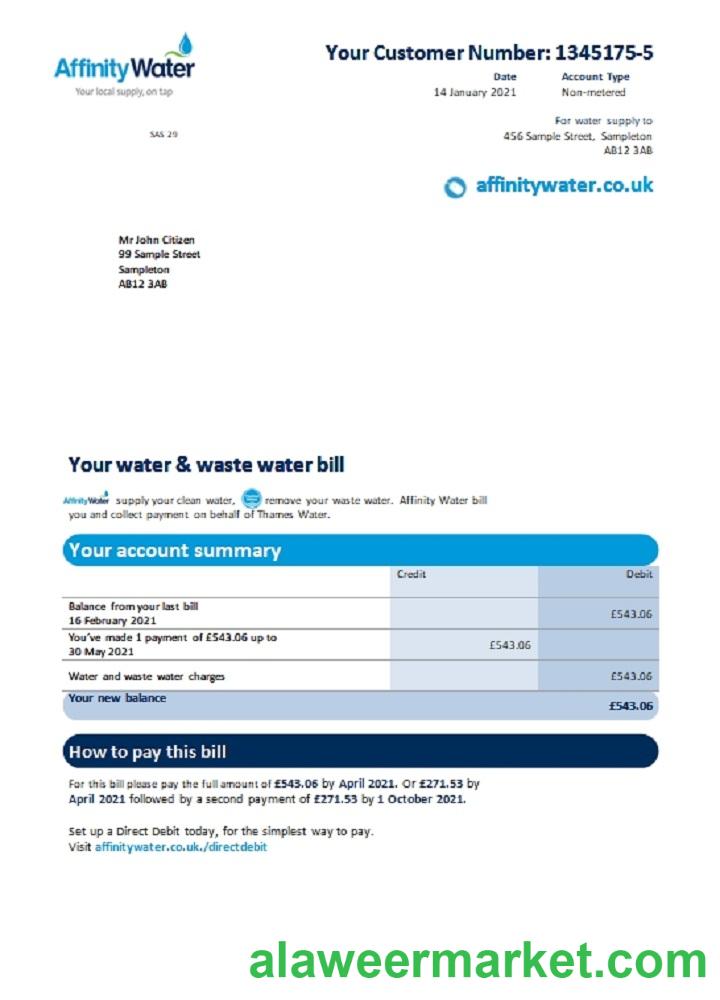 Affinity Water
Your local supply, on tap
Your Customer Number: 1345175-5
Date Account Type
14 January 2021 Non-metered
SAS 29
For water supply to
456 Sample Street, Sampleton
AB12 3AB
affinitywater.co.uk
Mr John Citizen
99 Sample Street
Sampleton
AB12 3AB
Your water & waste water bill
Affinity Water supply your clean water, remove your waste water. Affinity Water bill
you and collect payment on behalf of Thames Water.
Your account summary
Credit Debit
Balance from your last bill
16 February 2021 £543.06
You've made 1 payment of £543.06 up to
30 May 2021 £543.06
Water and waste water charges £543.06
Your new balance £543.06
How to pay this bill
For this bill please pay the full amount of £543.06 by April 2021. Or £271.53 by
April 2021 followed by a second payment of £271.53 by 1 October 2021.
Set up a Direct Debit today, for the simplest way to pay.
Visit affinitywater.co.uk./directdebit
alaweermarket.com